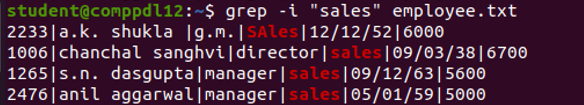 student@comppdl12:~$ grep -i "sales" employee.txt
2233|a.k. shukla |g.m.|SAles|12/12/52|6000
1006|chanchal sanghvi|director|sales|09/03/38|6700
1265|s.n. dasgupta|manager|sales|09/12/63|5600
2476|anil aggarwal|manager|sales|05/01/59|5000